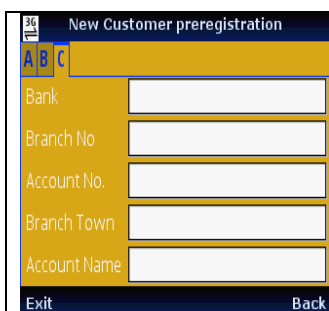 3G New Customer preregistration
A B C
Bank
Branch No
Account No.
Branch Town
Account Name
Exit Back